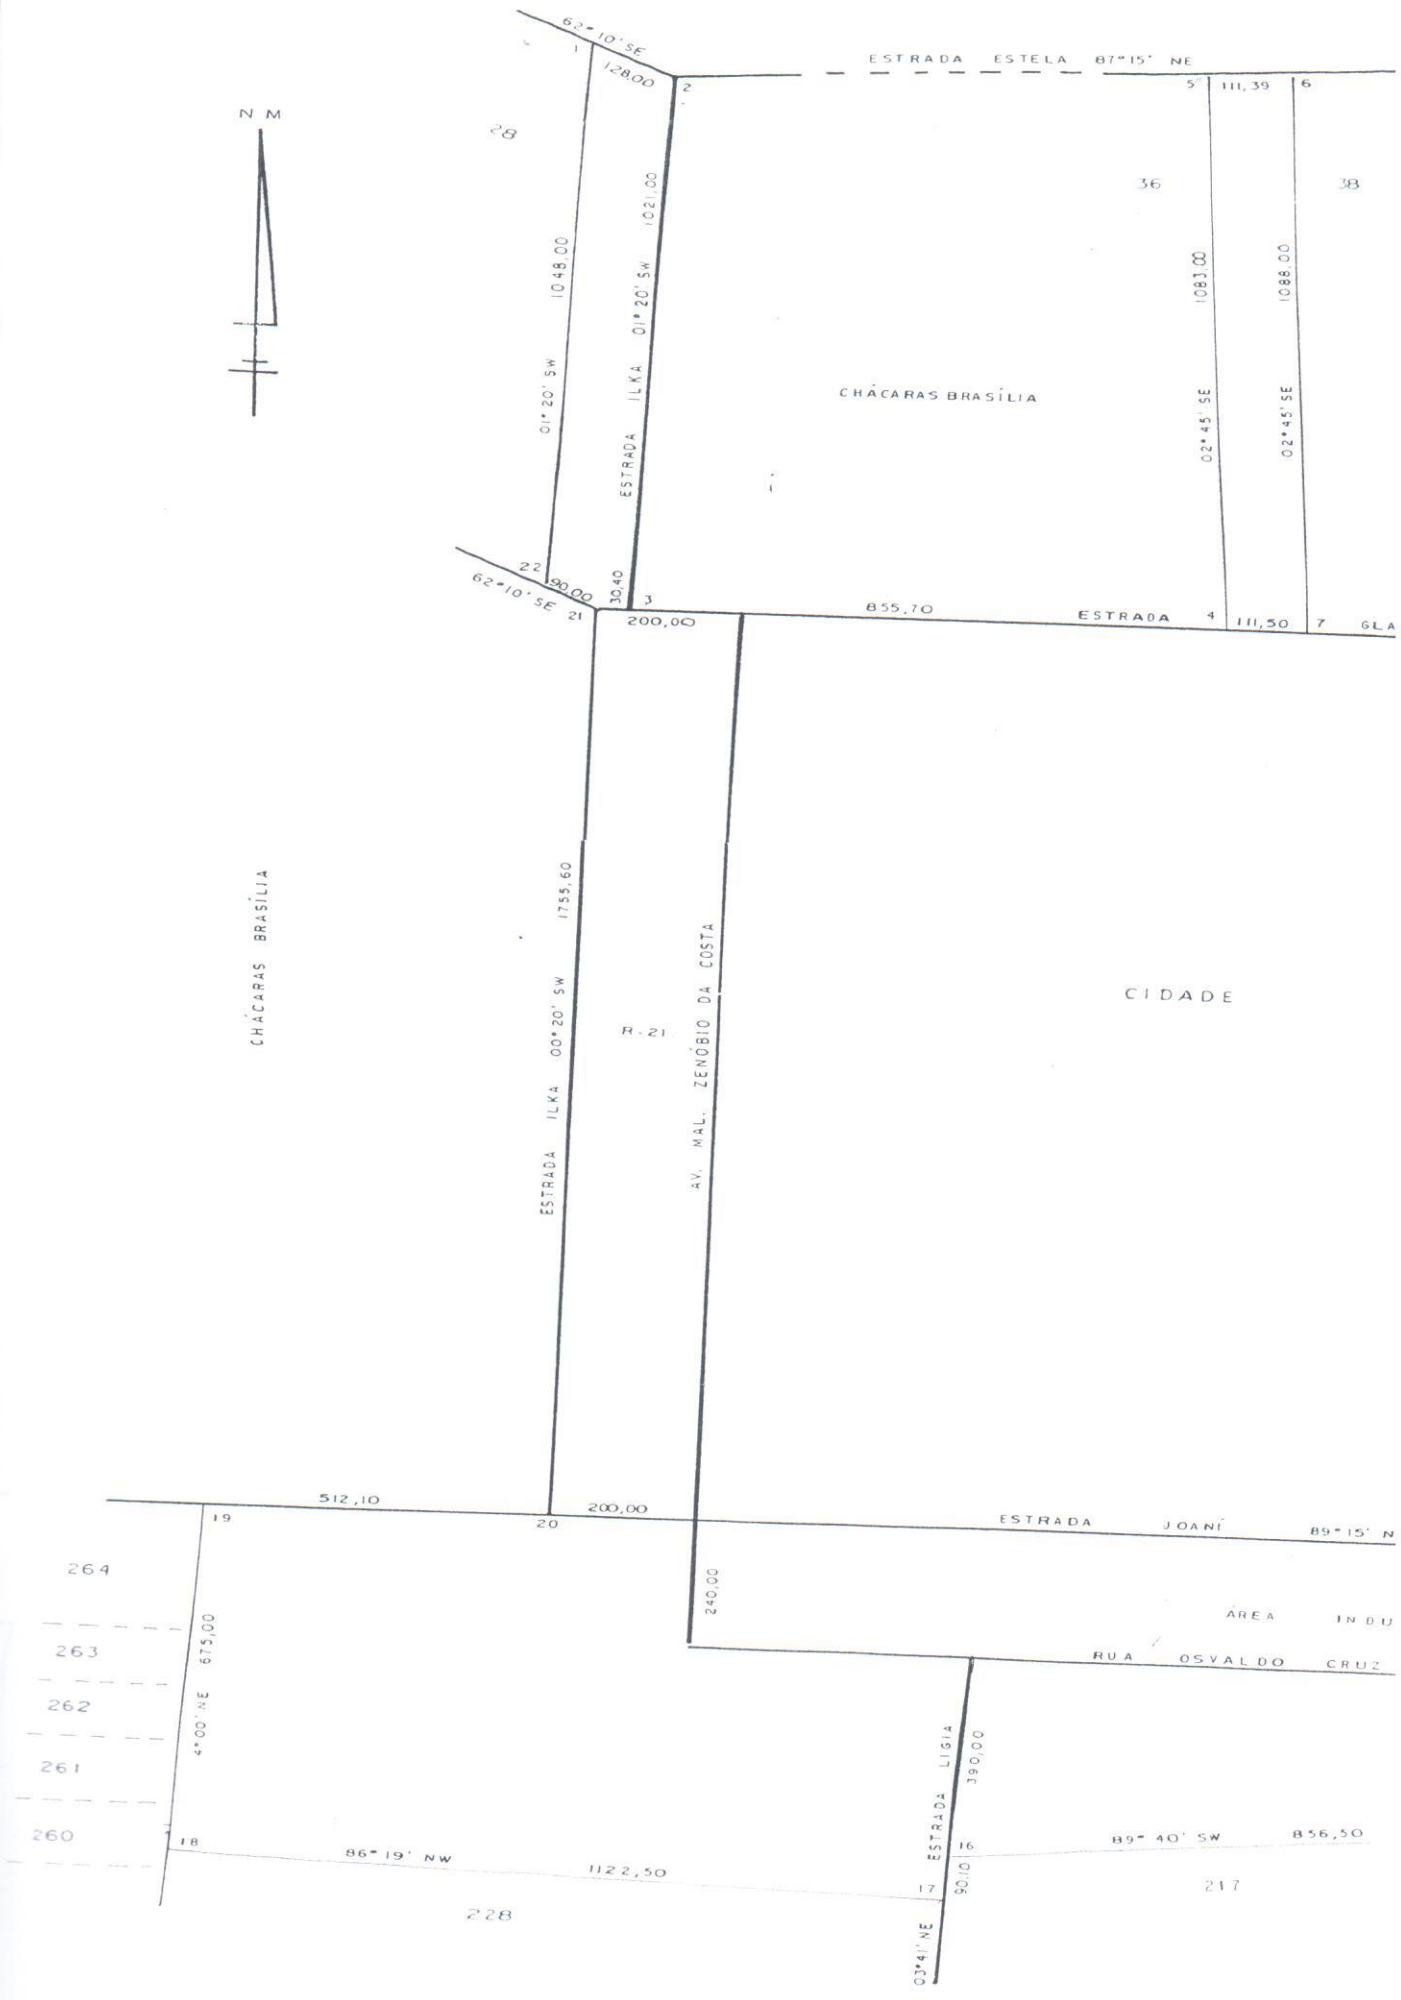 62°10' SE
1
128,00
2
ESTRADA ESTELA 87°15' NE
5
111,39
6
N M
28
36
38
1021,00
01°20' SW
ESTRADA ILKA
1048,00
01°20' SW
1083,00
02°45' SE
1088,00
02°45' SE
CHÁCARAS BRASÍLIA
22
90,00
62°10' SE
21
30,40
3
200,00
855,70
ESTRADA
4
111,50
7
GLA
1755,60
ESTRADA ILKA 00°20' SW
R-21
AV. MAL. ZENÓBIO DA COSTA
CIDADE
CHÁCARAS BRASÍLIA
512,10
19
20
200,00
ESTRADA JOANÍ 89°15' N
264
263
262
261
260
675,00
4°00' NE
240,00
ÁREA INDU
RUA OSVALDO CRUZ
ESTRADA LIGIA
390,00
18
86°19' NW
1122,50
16
89°40' SW
856,50
17
90,10
217
228
03°41' NE